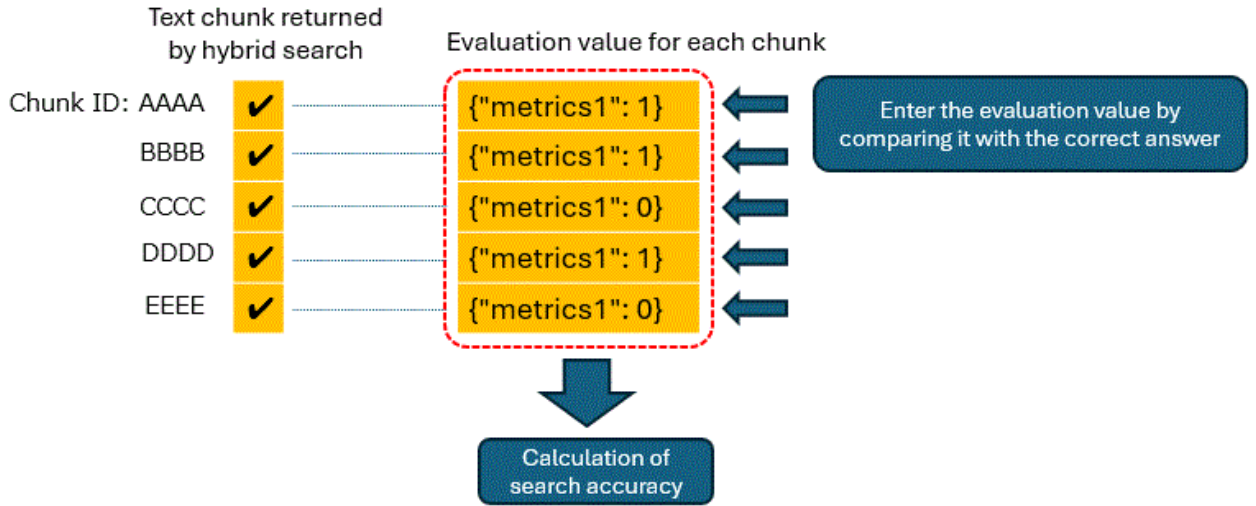 Text chunk returned
by hybrid search
Evaluation value for each chunk
Chunk ID: AAAA ✔ {"metrics1": 1}
BBBB ✔ {"metrics1": 1}
CCCC ✔ {"metrics1": 0}
DDDD ✔ {"metrics1": 1}
EEEE ✔ {"metrics1": 0}
Enter the evaluation value by
comparing it with the correct answer
Calculation of
search accuracy